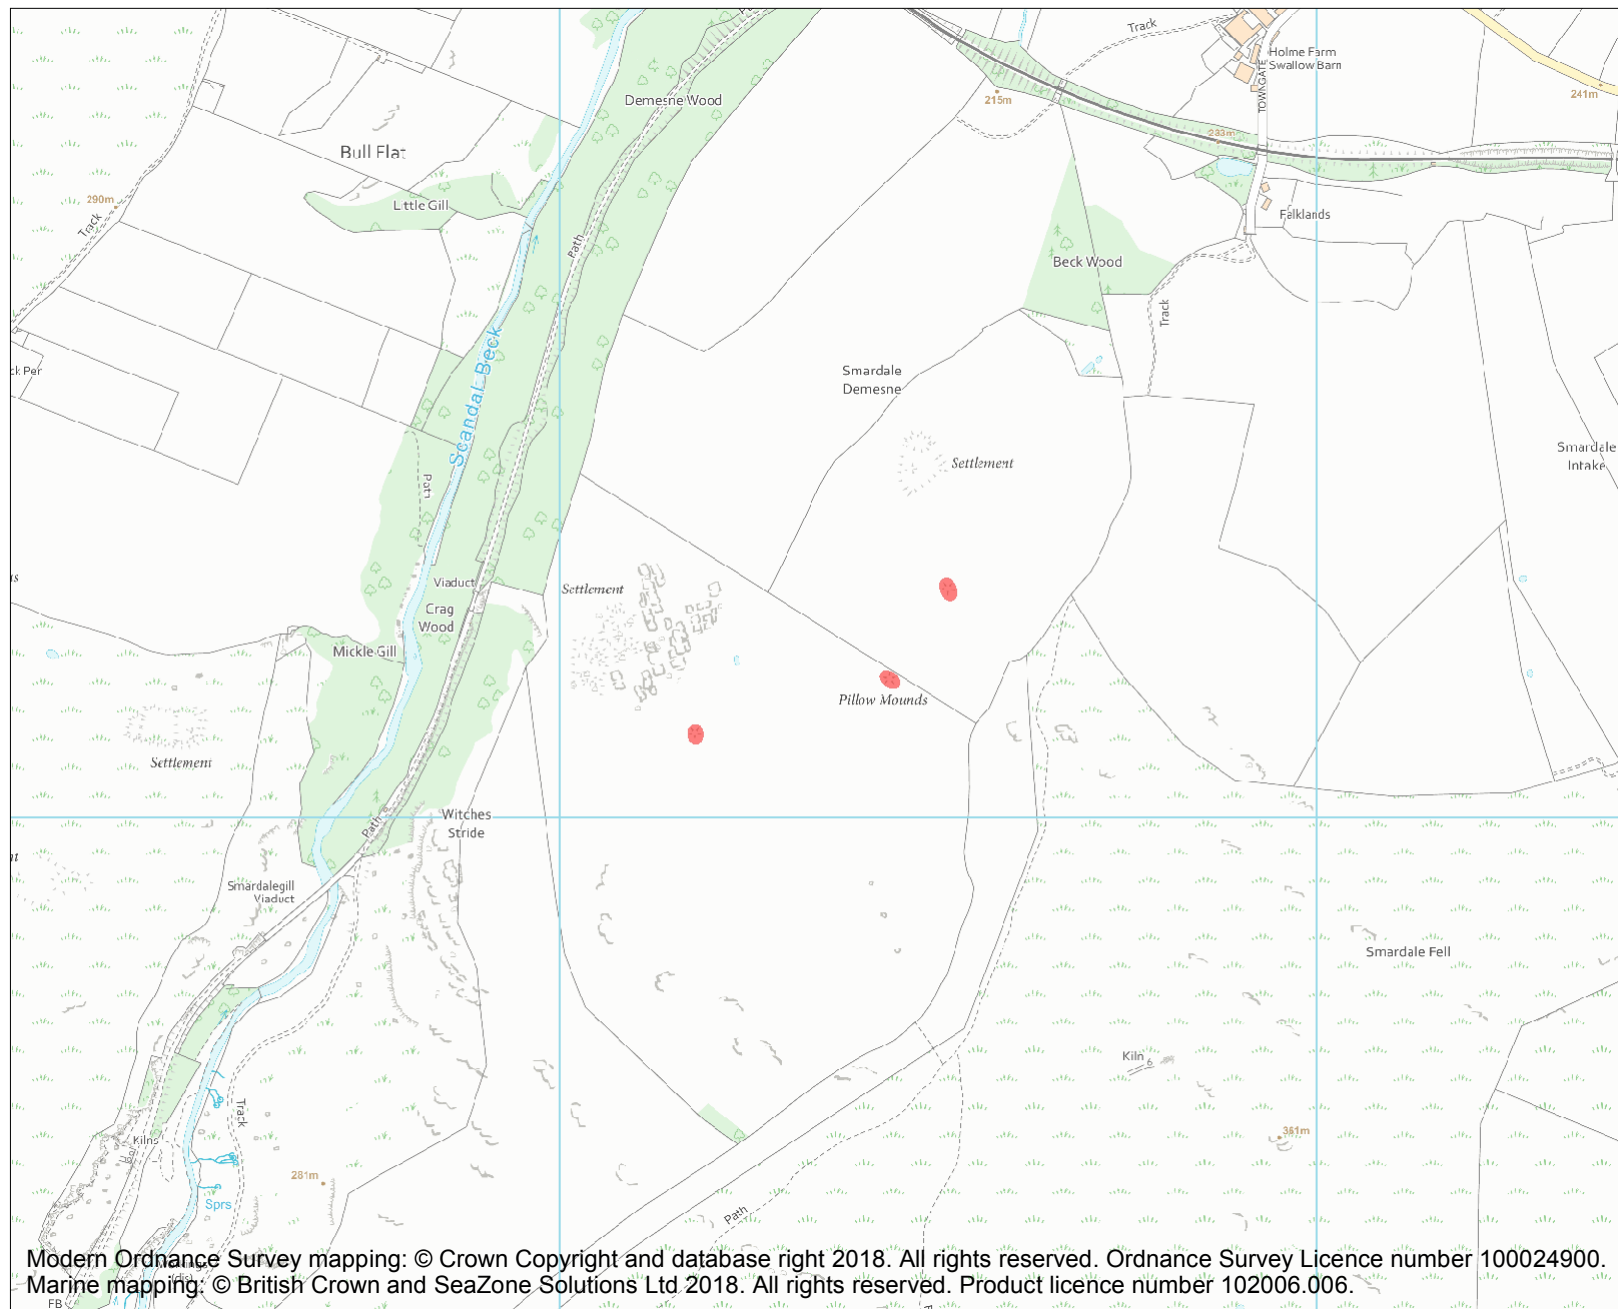 Track
Holme Farm
Swallow Barn
TOWNGATE
215m
241m
233m
Demesne Wood
Bull Flat
290m
Track
Little Gill
Path
Falklands
Beck Wood
Track
Scandal Beck
ck Per
Smardale
Demesne
Settlement
Smardale
Intake
Path
Viaduct
Settlement
Crag
Wood
Mickle Gill
Pillow Mounds
Settlement
Witches
Stride
Path
Smardalegill
Viaduct
Smardale Fell
Kiln
Track
Kilns
281m
Sprs
351m
Path
(dis)
FB
Modern Ordnance Survey mapping: © Crown Copyright and database right 2018. All rights reserved. Ordnance Survey Licence number 100024900.
Marine mapping: © British Crown and SeaZone Solutions Ltd 2018. All rights reserved. Product licence number 102006.006.